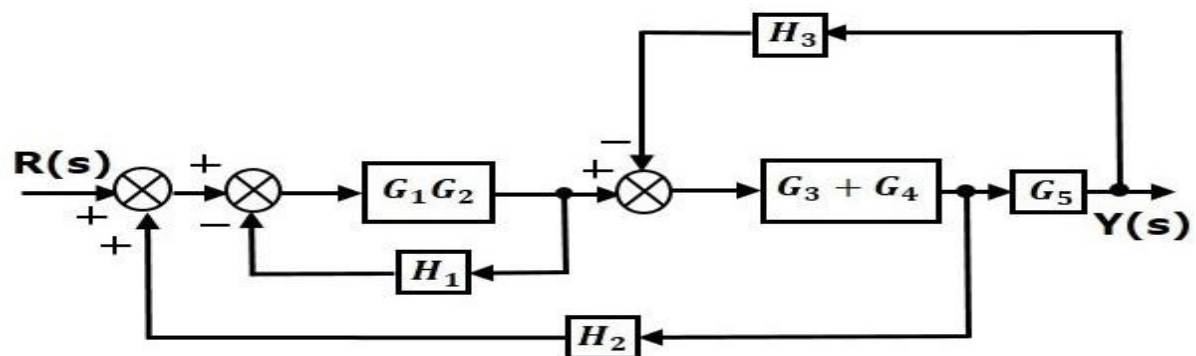 H₃
R(s)
+
+
+
+
−
G₁G₂
+
−
G₃ + G₄
G₅
Y(s)
H₁
H₂